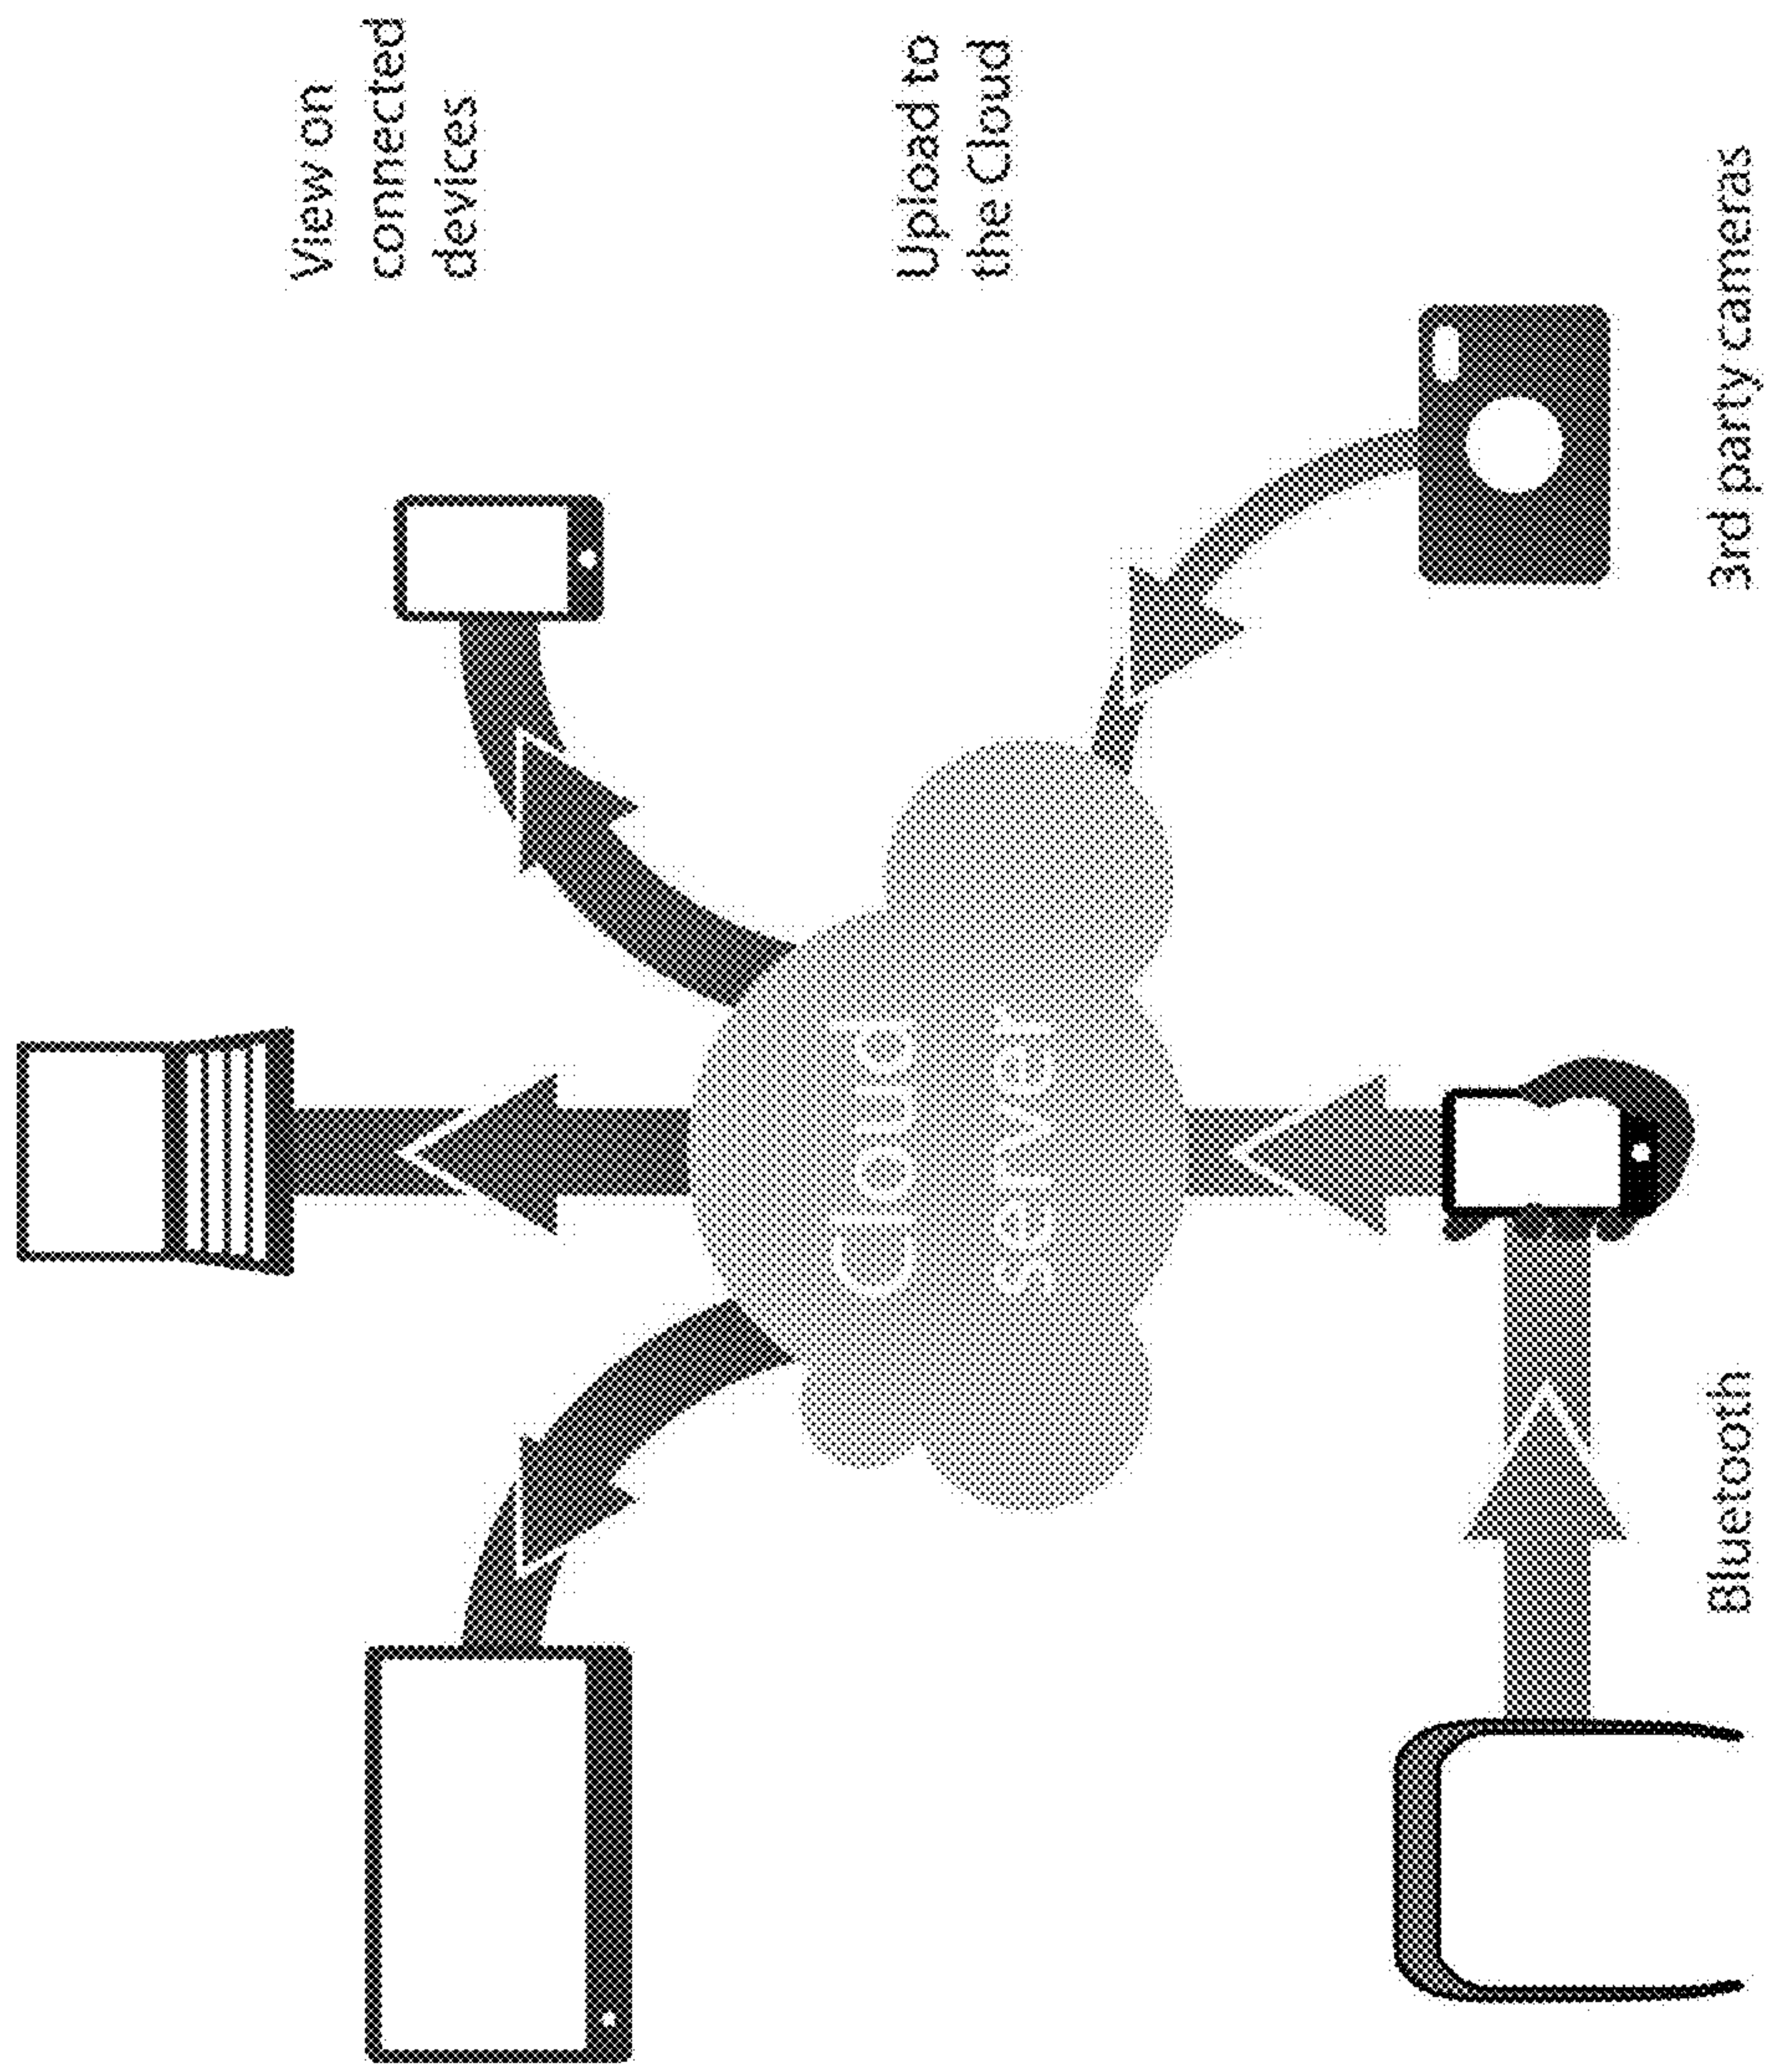 View on
connected
devices
Upload to
the Cloud
Cloud
server
Bluetooth
3rd party cameras